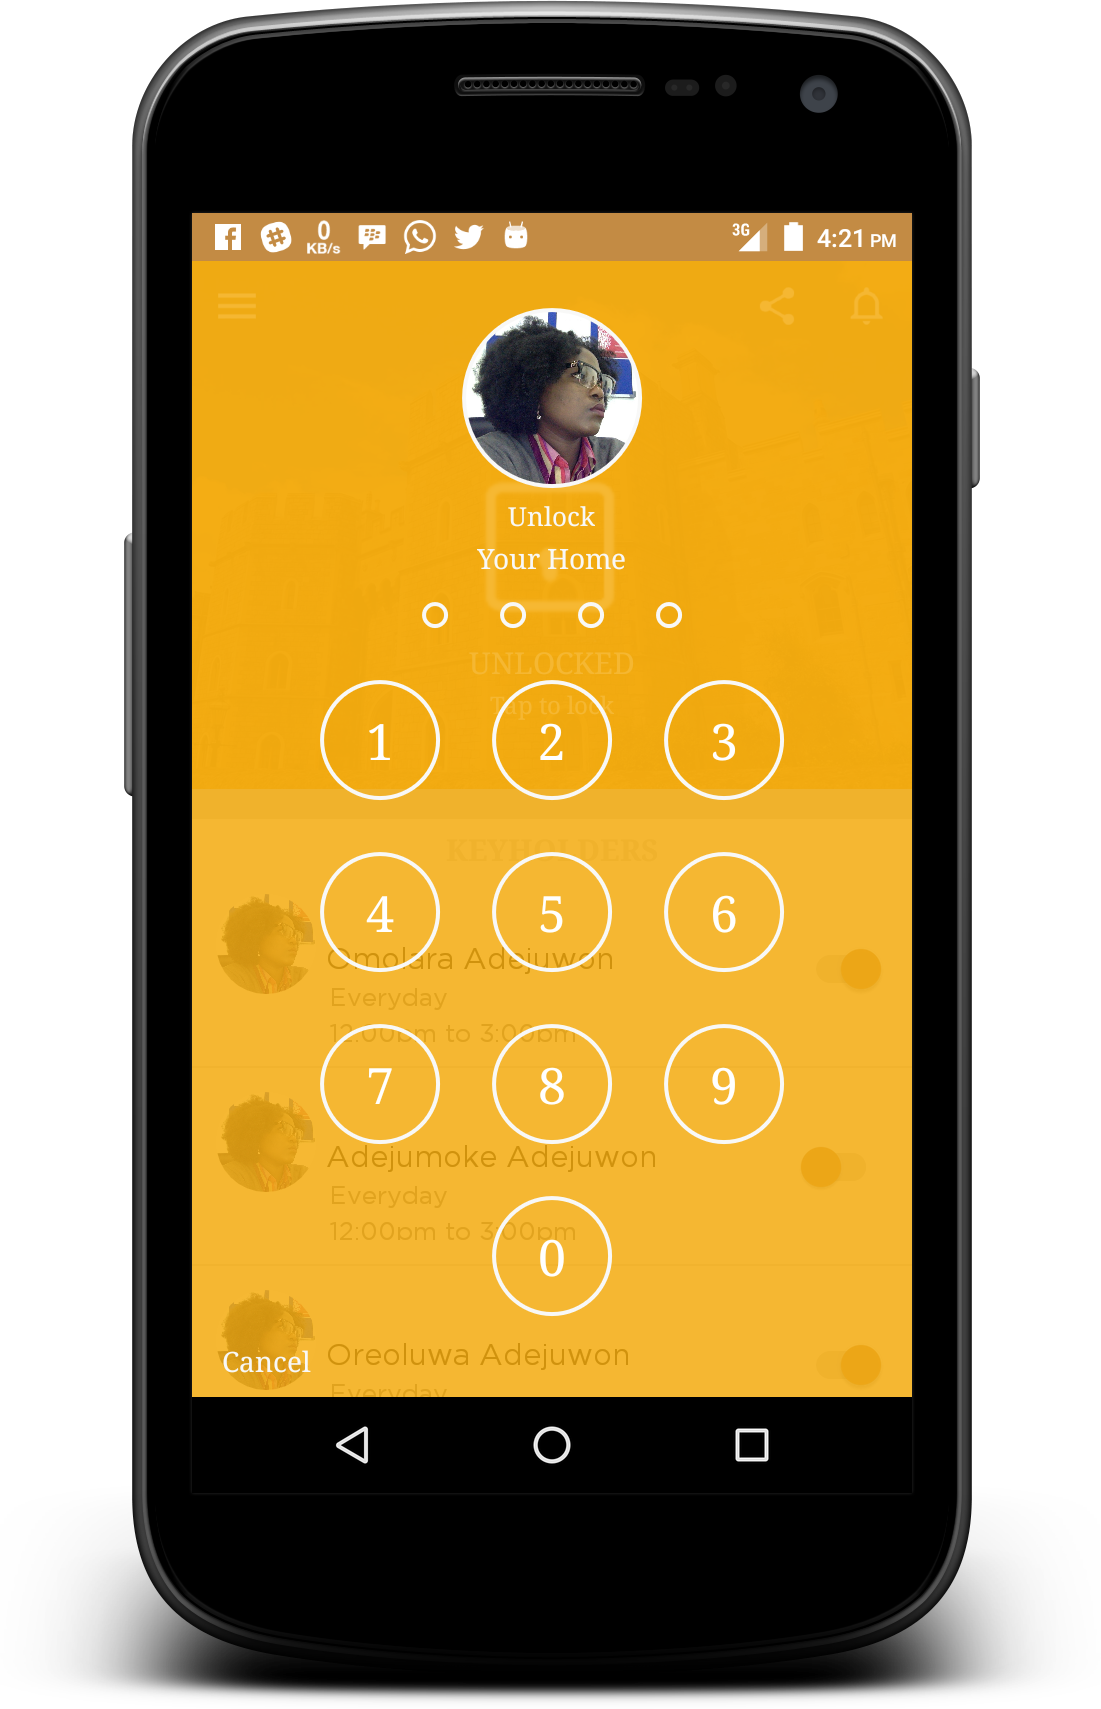 0
KB/s
3G
4:21 PM
Unlock
Your Home
UNLOCKED
Tap to lock
1 2 3
KEYHOLDERS
4 5 6
Omolara Adejuwon
Everyday
12:00pm to 3:00pm
7 8 9
Adejumoke Adejuwon
Everyday
12:00pm to 3:00pm
0
Cancel
Oreoluwa Adejuwon
Everyday